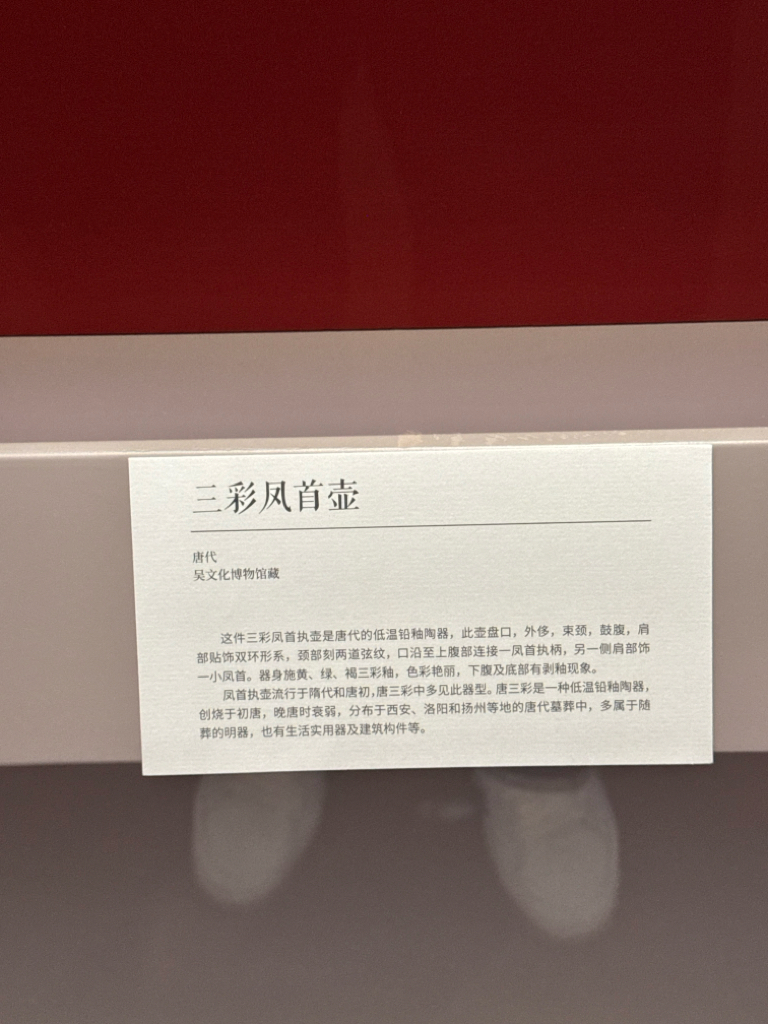 三彩凤首壶
唐代
吴文化博物馆藏
这件三彩凤首执壶是唐代的低温铅釉陶器，此壶盘口，外侈，束颈，鼓腹，肩
部贴饰双环形系，颈部刻两道弦纹，口沿至上腹部连接一凤首执柄，另一侧肩部饰
一小凤首。器身施黄、绿、褐三彩釉，色彩艳丽，下腹及底部有剥釉现象。
凤首执壶流行于隋代和唐初，唐三彩中多见此器型。唐三彩是一种低温铅釉陶器，
创烧于初唐，晚唐时衰弱，分布于西安、洛阳和扬州等地的唐代墓葬中，多属于随
葬的明器，也有生活实用器及建筑构件等。